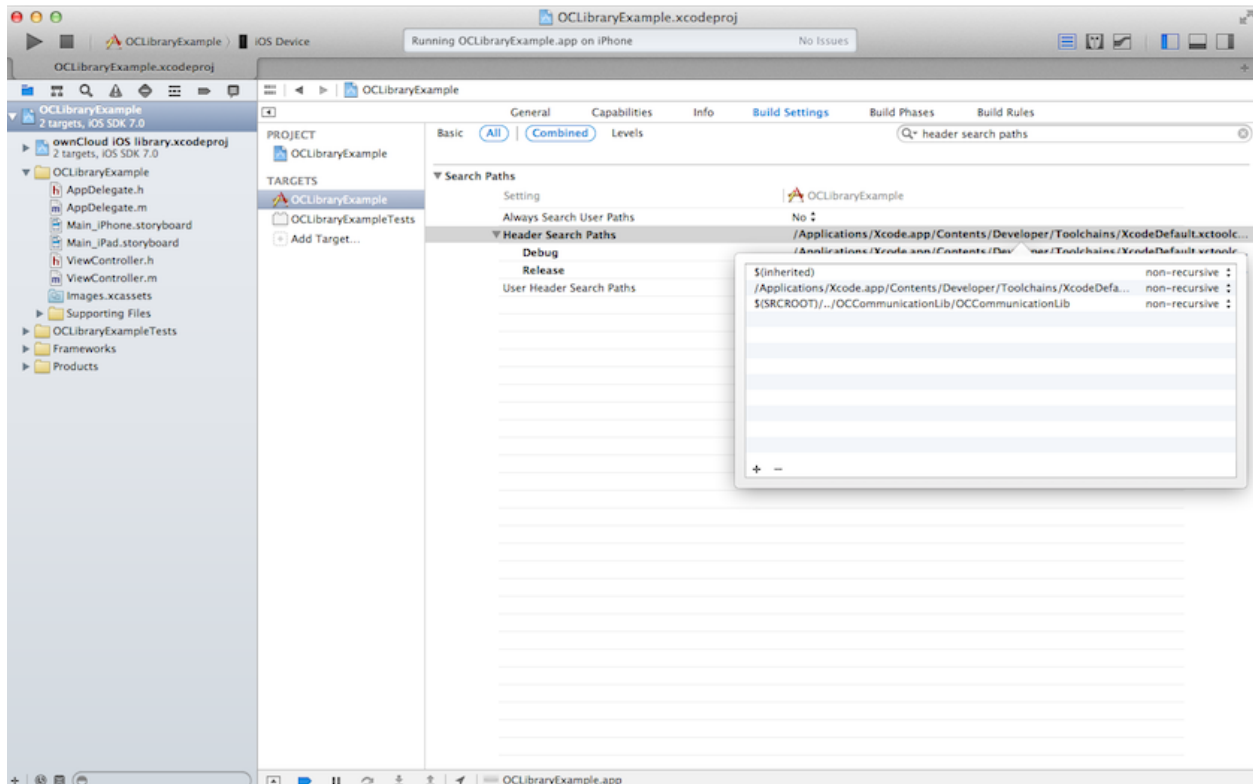 OCLibraryExample.xcodeproj
OCLibraryExample iOS Device
Running OCLibraryExample.app on iPhone No Issues
OCLibraryExample.xcodeproj
OCLibraryExample
OCLibraryExample
2 targets, iOS SDK 7.0
ownCloud iOS library.xcodeproj
2 targets, iOS SDK 7.0
OCLibraryExample
h AppDelegate.h
m AppDelegate.m
Main_iPhone.storyboard
Main_iPad.storyboard
h ViewController.h
m ViewController.m
Images.xcassets
Supporting Files
OCLibraryExampleTests
Frameworks
Products
PROJECT
OCLibraryExample
TARGETS
OCLibraryExample
OCLibraryExampleTests
Add Target...
General Capabilities Info Build Settings Build Phases Build Rules
Basic All Combined Levels header search paths
Search Paths
Setting OCLibraryExample
Always Search User Paths No
Header Search Paths /Applications/Xcode.app/Contents/Developer/Toolchains/XcodeDefault.xctoolc...
Debug
Release
User Header Search Paths
$(inherited) non-recursive
/Applications/Xcode.app/Contents/Developer/Toolchains/XcodeDefa... non-recursive
$(SRCROOT)/../OCCommunicationLib/OCCommunicationLib non-recursive
OCLibraryExample.app